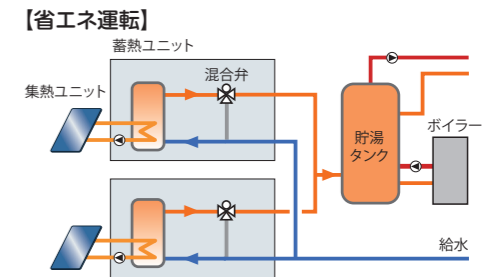 【省エネ運転】
蓄熱ユニット
混合弁
集熱ユニット
貯湯
タンク
ボイラー
給水